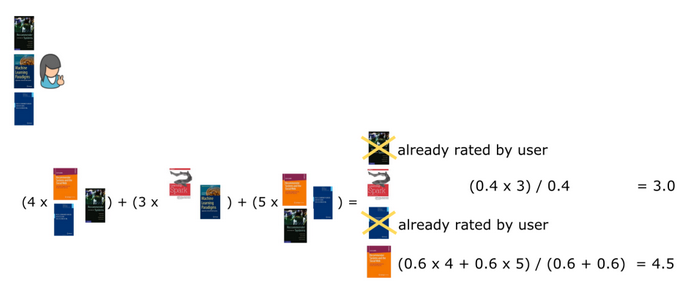 already rated by user
Spark
(0.4 x 3) / 0.4 = 3.0
(4 x ) + (3 x ) + (5 x ) =
already rated by user
(0.6 x 4 + 0.6 x 5) / (0.6 + 0.6) = 4.5